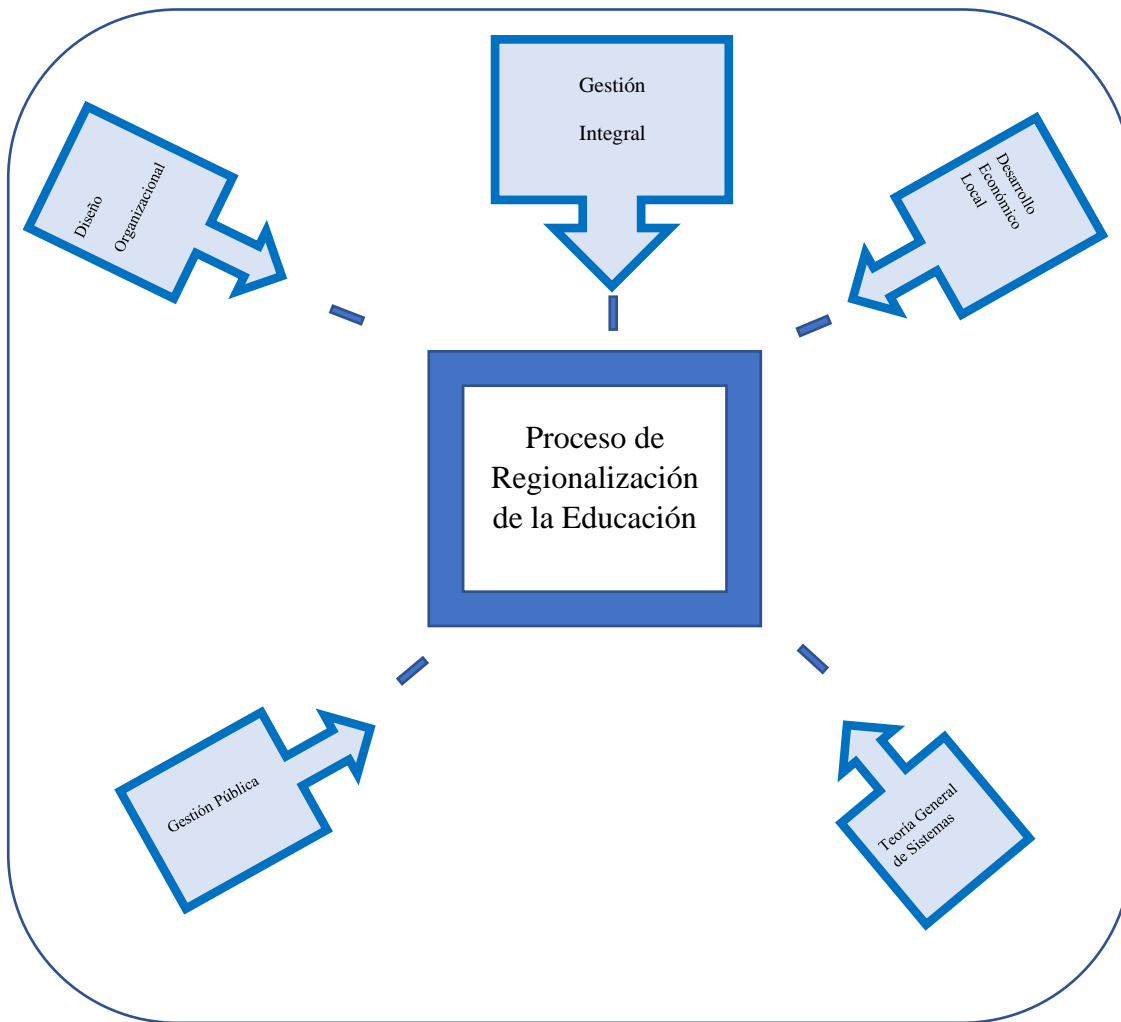 Gestión
Integral
Diseño
Organizacional
Desarrollo
Económico
Local
Proceso de
Regionalización
de la Educación
Gestión Pública
Teoría General
de Sistemas